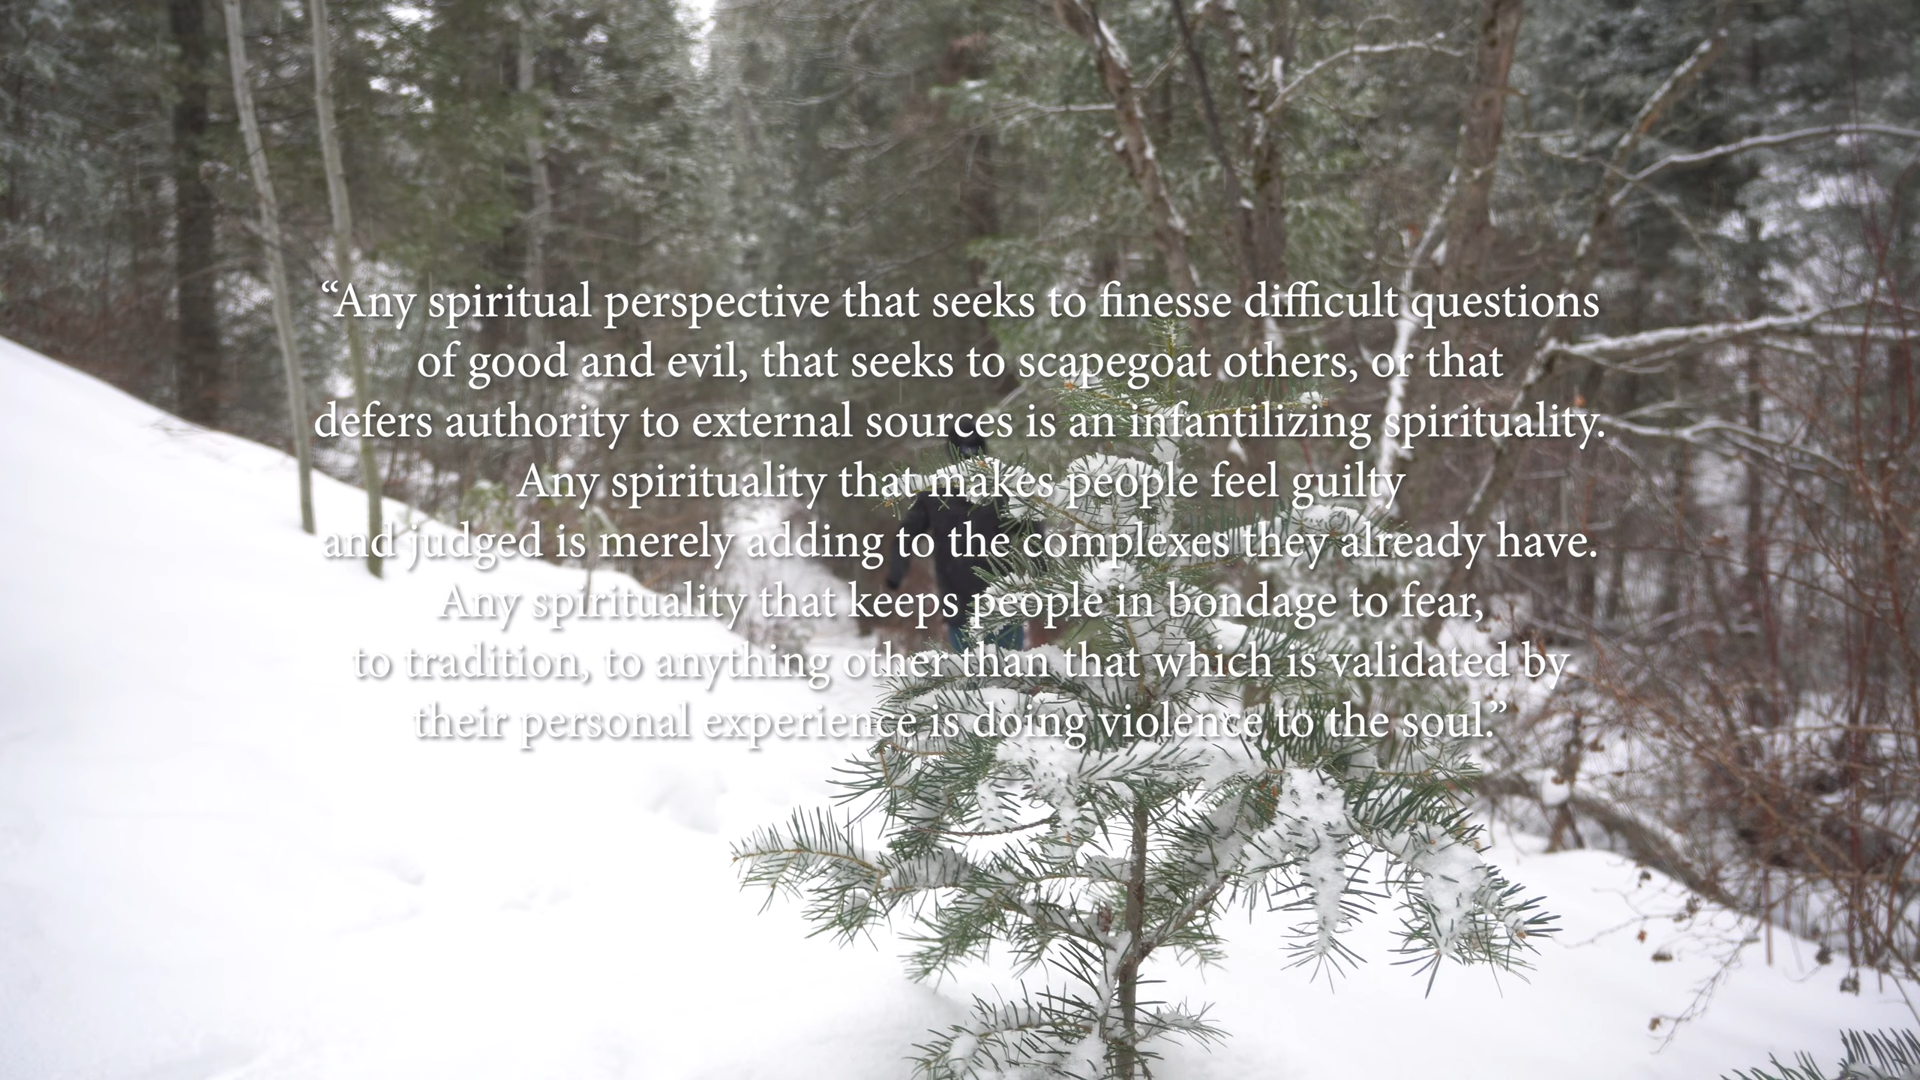 “Any spiritual perspective that seeks to finesse difficult questions
of good and evil, that seeks to scapegoat others, or that
defers authority to external sources is an infantilizing spirituality.
Any spirituality that makes people feel guilty
and judged is merely adding to the complexes they already have.
Any spirituality that keeps people in bondage to fear,
to tradition, to anything other than that which is validated by
their personal experience is doing violence to the soul.”